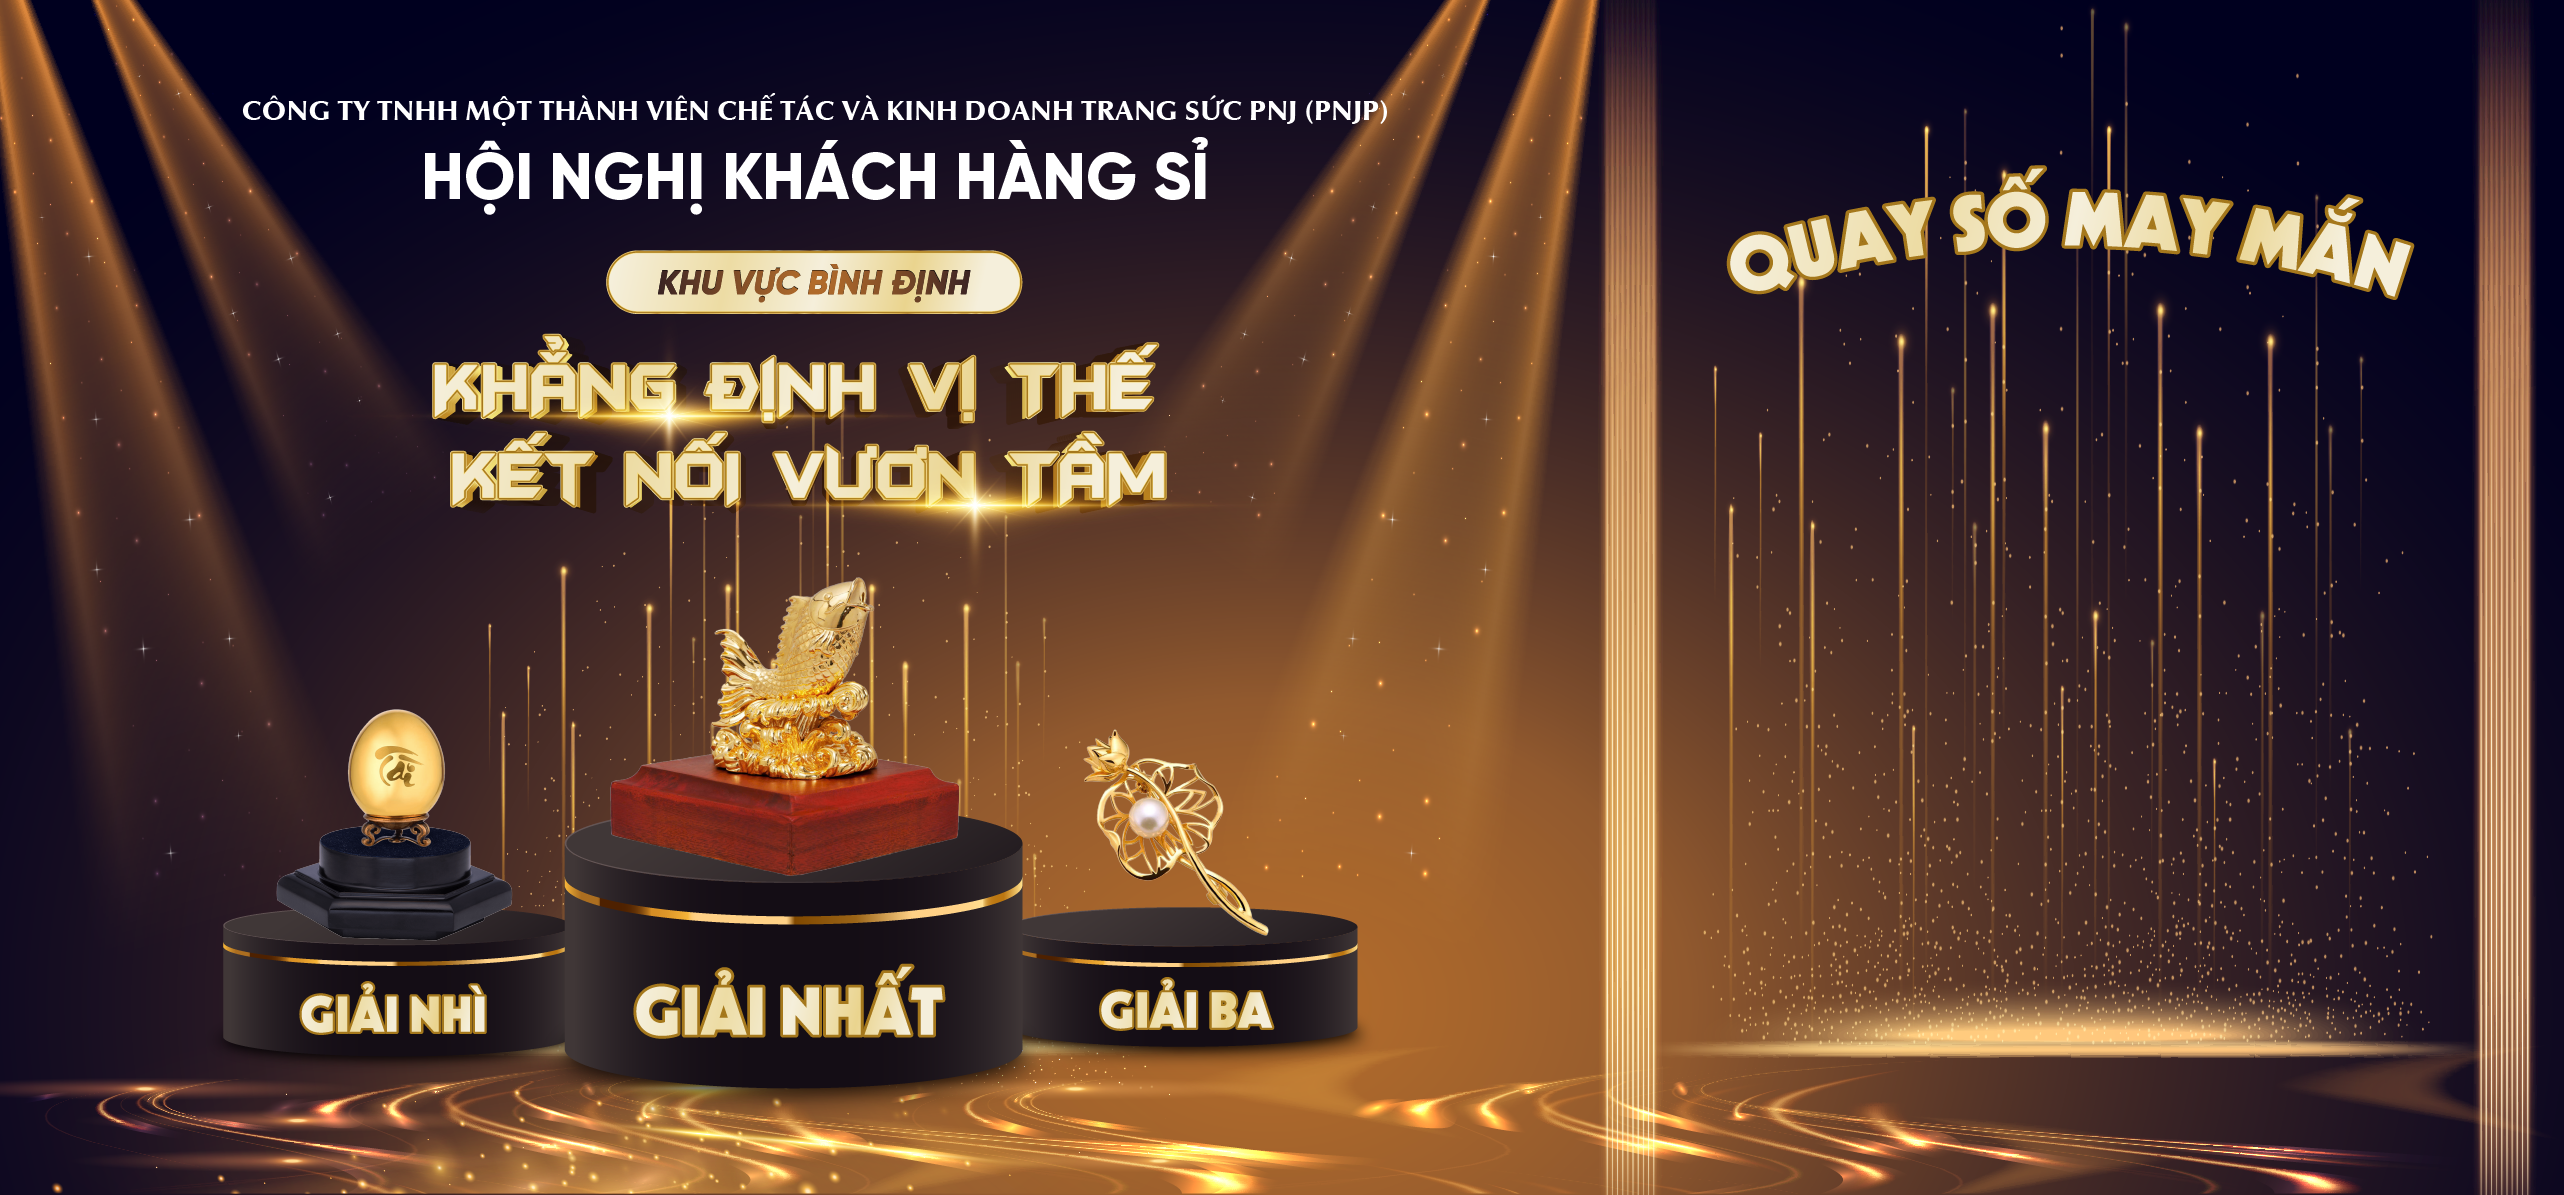 CÔNG TY TNHH MỘT THÀNH VIÊN CHẾ TÁC VÀ KINH DOANH TRANG SỨC PNJ (PNJP)
HỘI NGHỊ KHÁCH HÀNG SỈ
KHU VỰC BÌNH ĐỊNH
KHẲNG ĐỊNH VỊ THẾ
KẾT NỐI VƯƠN TẦM
Tài
GIẢI NHÌ
GIẢI NHẤT
GIẢI BA
QUAY SỐ MAY MẮN